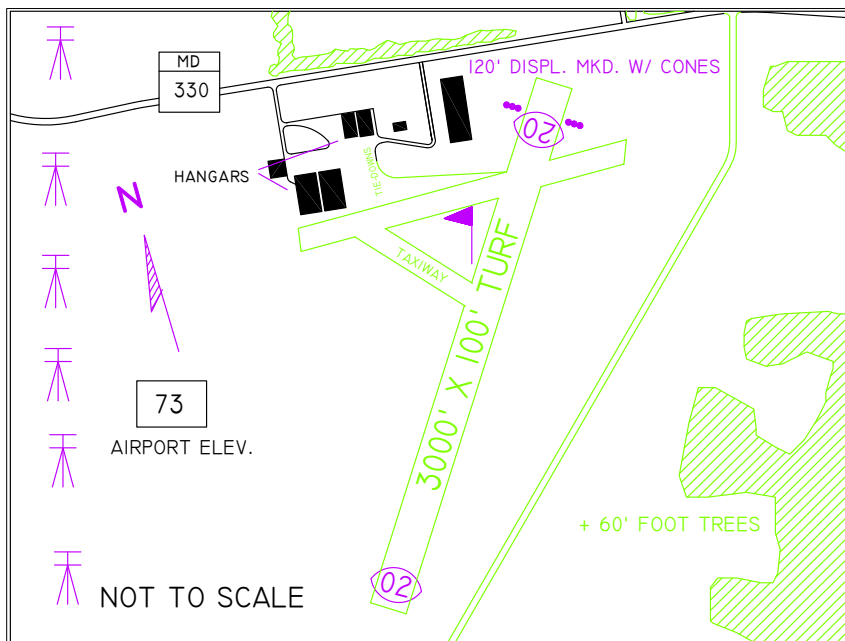 120' DISPL. MKD. W/ CONES
MD
330
20
HANGARS
TIE-DOWNS
N
TAXIWAY
3000' X 100' TURF
73
AIRPORT ELEV.
+ 60' FOOT TREES
02
NOT TO SCALE